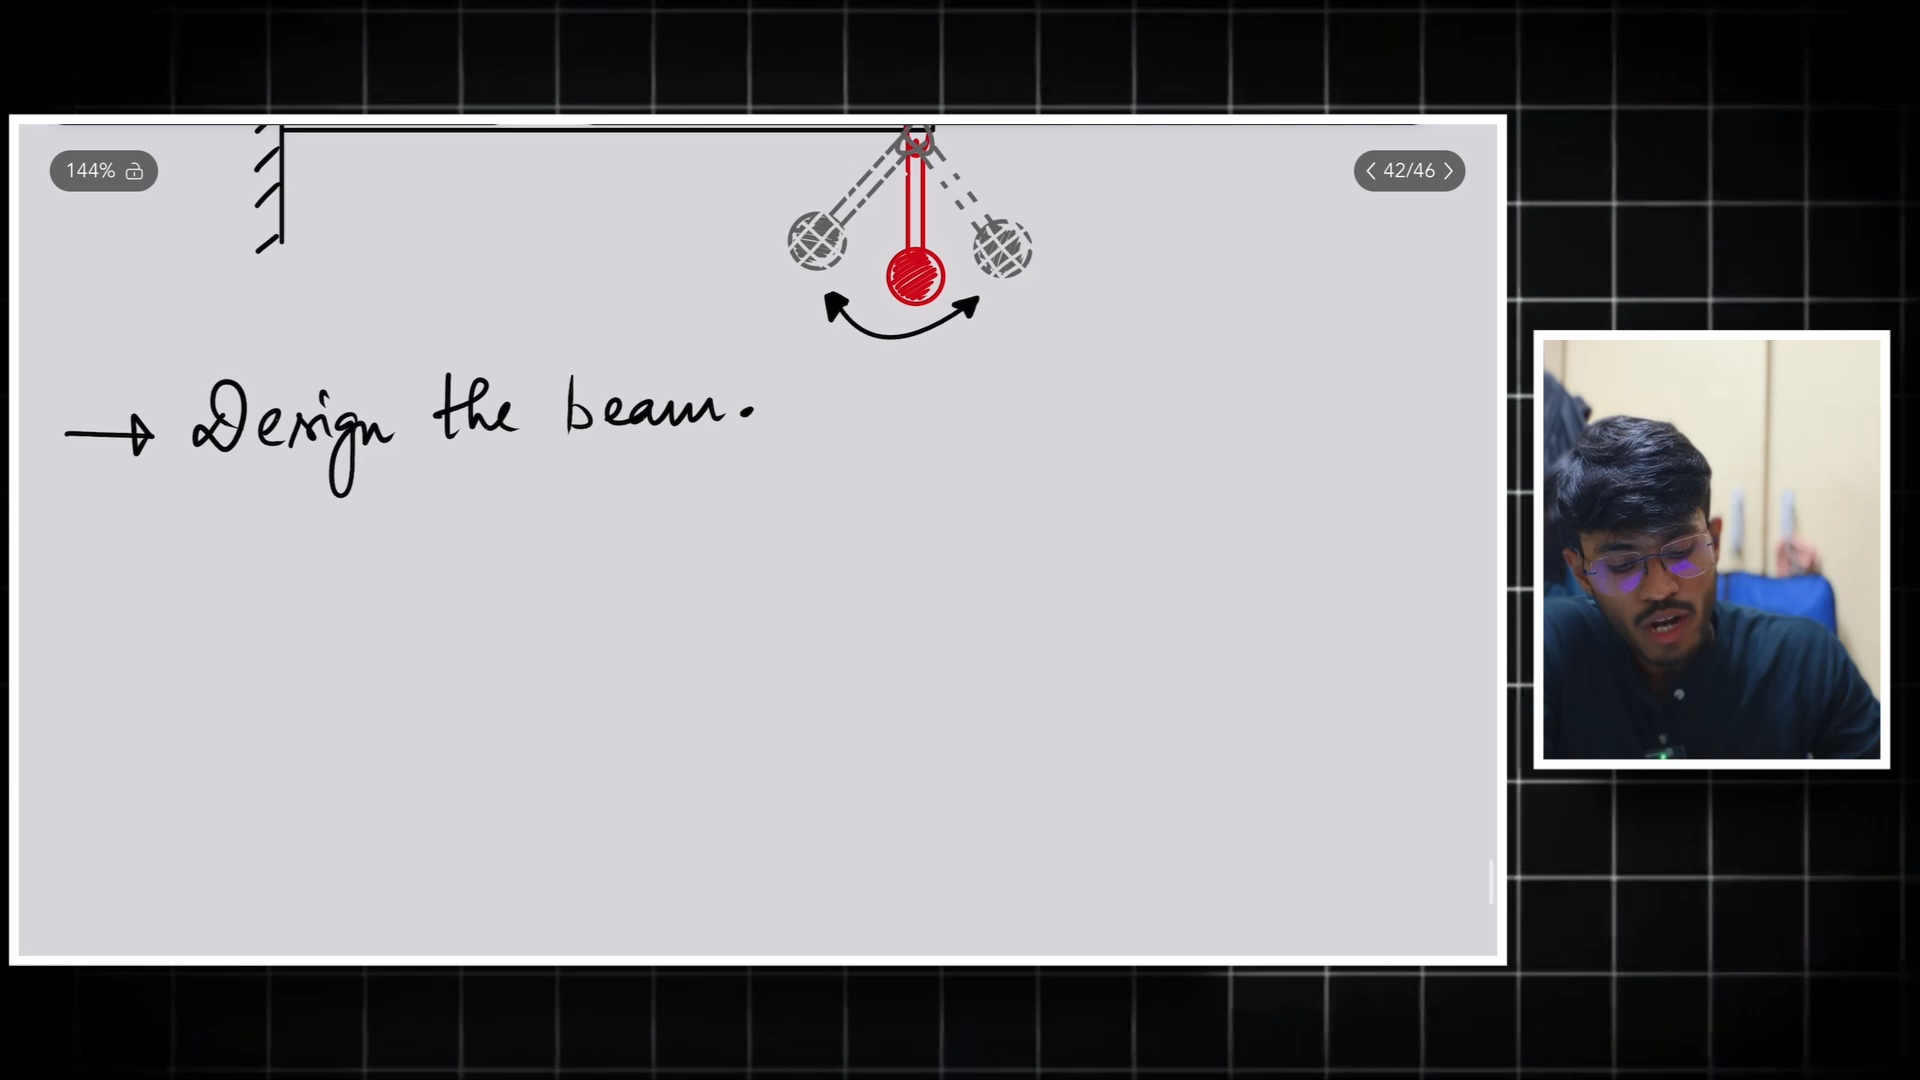 144%
< 42/46 >
→ Design the beam.